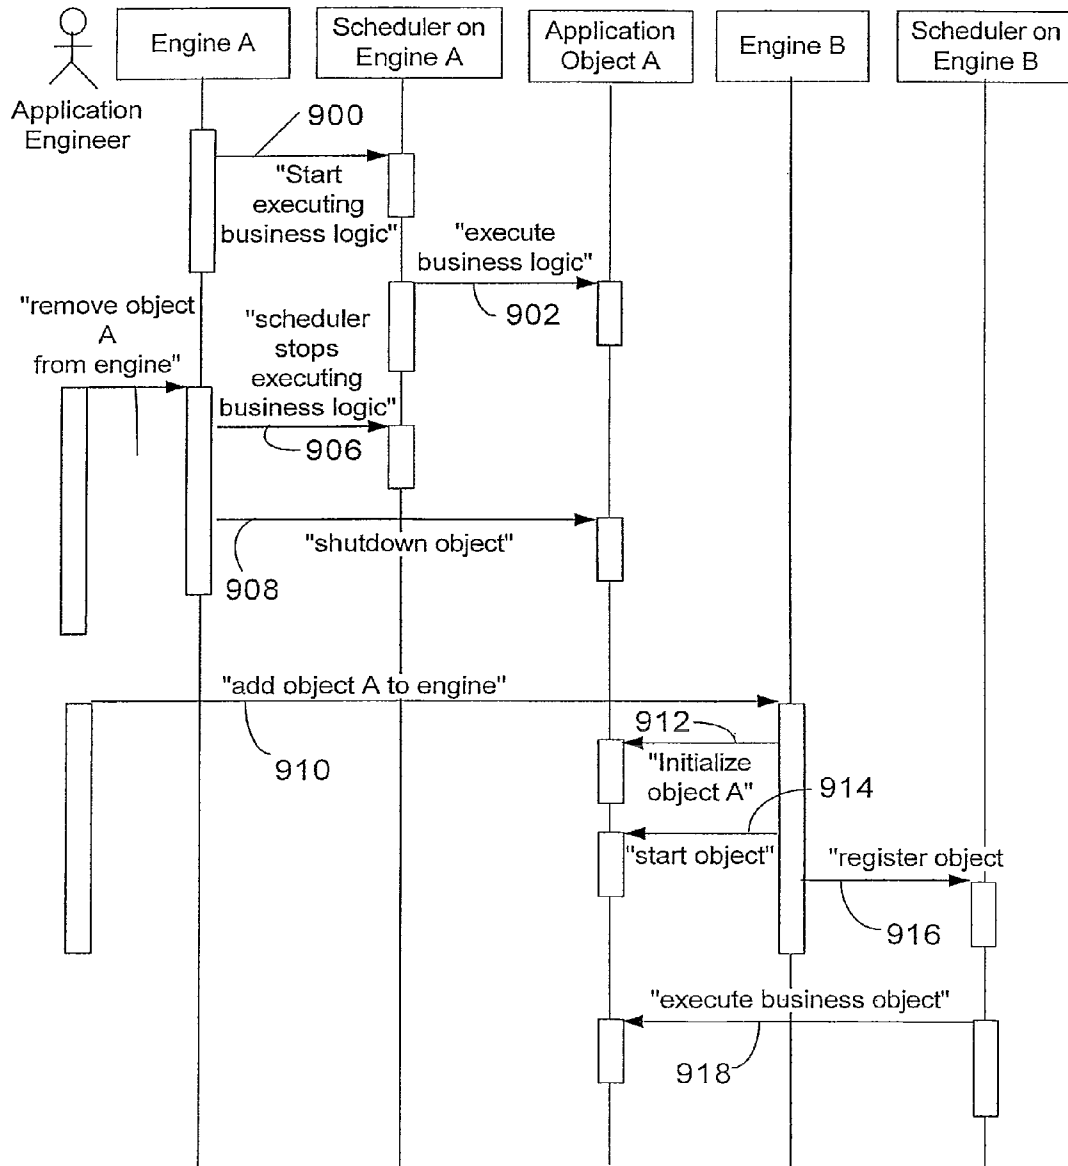 Engine A
Scheduler on
Engine A
Application
Object A
Engine B
Scheduler on
Engine B
Application
Engineer
900
"Start
executing
business logic"
"execute
business logic"
902
"remove object
A
from engine"
"scheduler
stops
executing
business logic"
906
"shutdown object"
908
"add object A to engine"
910
912
"Initialize
object A"
914
"start object"
"register object
916
"execute business object"
918